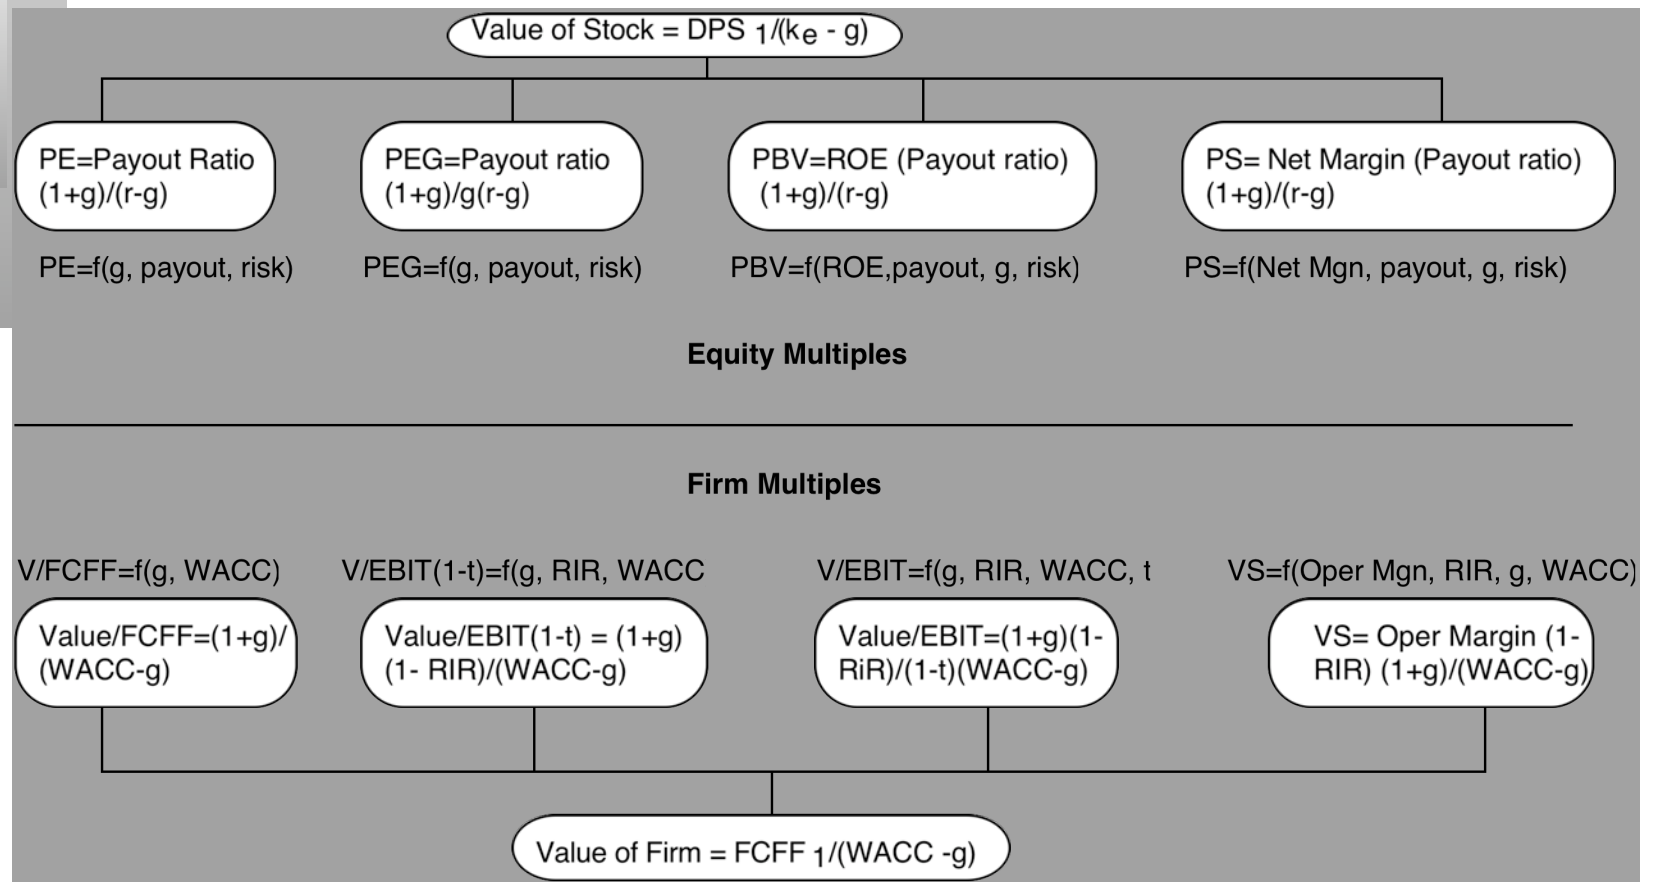 Value of Stock = DPS 1/(ke - g)
PE=Payout Ratio
(1+g)/(r-g)
PEG=Payout ratio
(1+g)/g(r-g)
PBV=ROE (Payout ratio)
(1+g)/(r-g)
PS= Net Margin (Payout ratio)
(1+g)/(r-g)
PE=f(g, payout, risk)
PEG=f(g, payout, risk)
PBV=f(ROE,payout, g, risk)
PS=f(Net Mgn, payout, g, risk)
Equity Multiples
Firm Multiples
V/FCFF=f(g, WACC)
V/EBIT(1-t)=f(g, RIR, WACC
V/EBIT=f(g, RIR, WACC, t
VS=f(Oper Mgn, RIR, g, WACC)
Value/FCFF=(1+g)/
(WACC-g)
Value/EBIT(1-t) = (1+g)
(1- RIR)/(WACC-g)
Value/EBIT=(1+g)(1-
RiR)/(1-t)(WACC-g)
VS= Oper Margin (1-
RIR) (1+g)/(WACC-g)
Value of Firm = FCFF 1/(WACC -g)